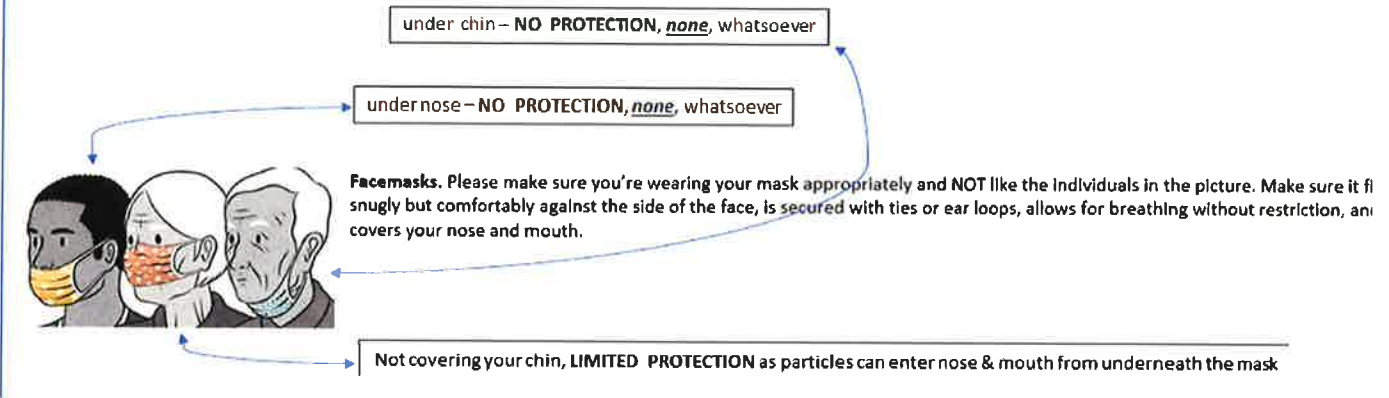 under chin – NO PROTECTION, none, whatsoever
under nose – NO PROTECTION, none, whatsoever
Facemasks. Please make sure you're wearing your mask appropriately and NOT like the individuals in the picture. Make sure it
snugly but comfortably against the side of the face, is secured with ties or ear loops, allows for breathing without restriction,
covers your nose and mouth.
Not covering your chin, LIMITED PROTECTION as particles can enter nose & mouth from underneath the mask